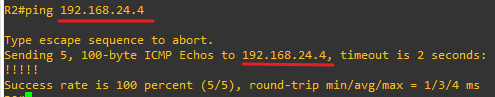 R2#ping 192.168.24.4
Type escape sequence to abort.
Sending 5, 100-byte ICMP Echos to 192.168.24.4, timeout is 2 seconds:
!!!!!
Success rate is 100 percent (5/5), round-trip min/avg/max = 1/3/4 ms